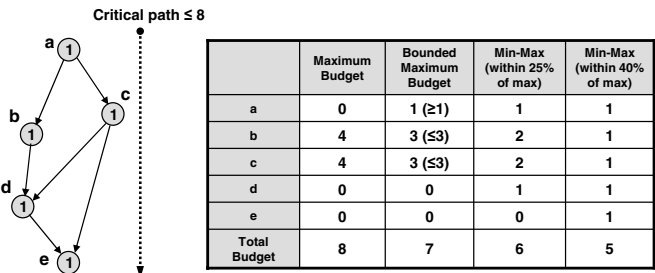 Critical path ≤ 8
a
1
c
1
b
1
d
1
e
1
Maximum Budget
Bounded Maximum Budget
Min-Max (within 25% of max)
Min-Max (within 40% of max)
a 0 1 (≥1) 1 1
b 4 3 (≤3) 2 1
c 4 3 (≤3) 2 1
d 0 0 1 1
e 0 0 0 1
Total Budget 8 7 6 5